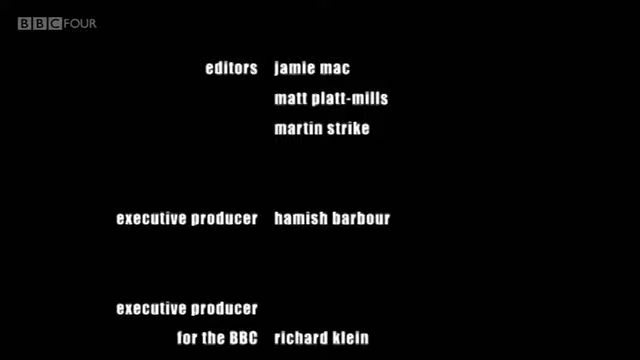 BBC FOUR
editors jamie mac
matt platt-mills
martin strike
executive producer hamish barbour
executive producer
for the BBC richard klein